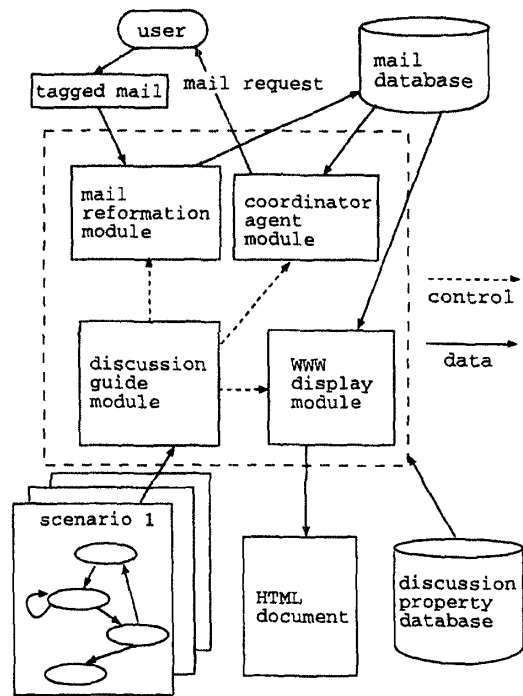 user
tagged mail
mail request
mail
database
mail
reformation
module
coordinator
agent
module
control
data
discussion
guide
module
WWW
display
module
scenario 1
HTML
document
discussion
property
database